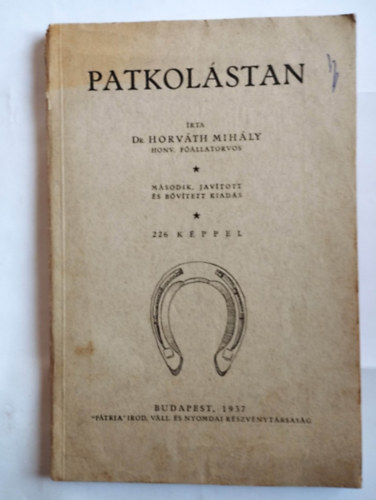 PATKOLÁSTAN
ÍRTA
DR HORVÁTH MIHÁLY
HONV. FŐÁLLATORVOS
MÁSODIK, JAVÍTOTT
ÉS BŐVÍTETT KIADÁS
226 KÉPPEL
BUDAPEST, 1937
"PÁTRIA" IROD. VÁLL. ÉS NYOMDAI RÉSZVÉNYTÁRSASÁG